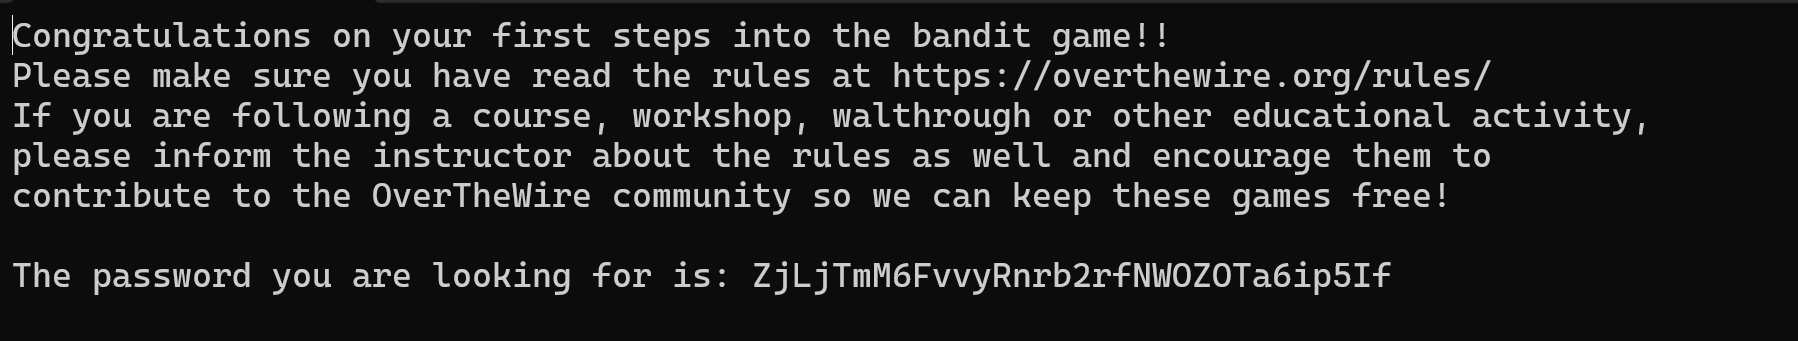 Congratulations on your first steps into the bandit game!!
Please make sure you have read the rules at https://overthewire.org/rules/
If you are following a course, workshop, walthrough or other educational activity,
please inform the instructor about the rules as well and encourage them to
contribute to the OverTheWire community so we can keep these games free!
The password you are looking for is: ZjLjTmM6FvvyRnrb2rfNWOZOTa6ip5If